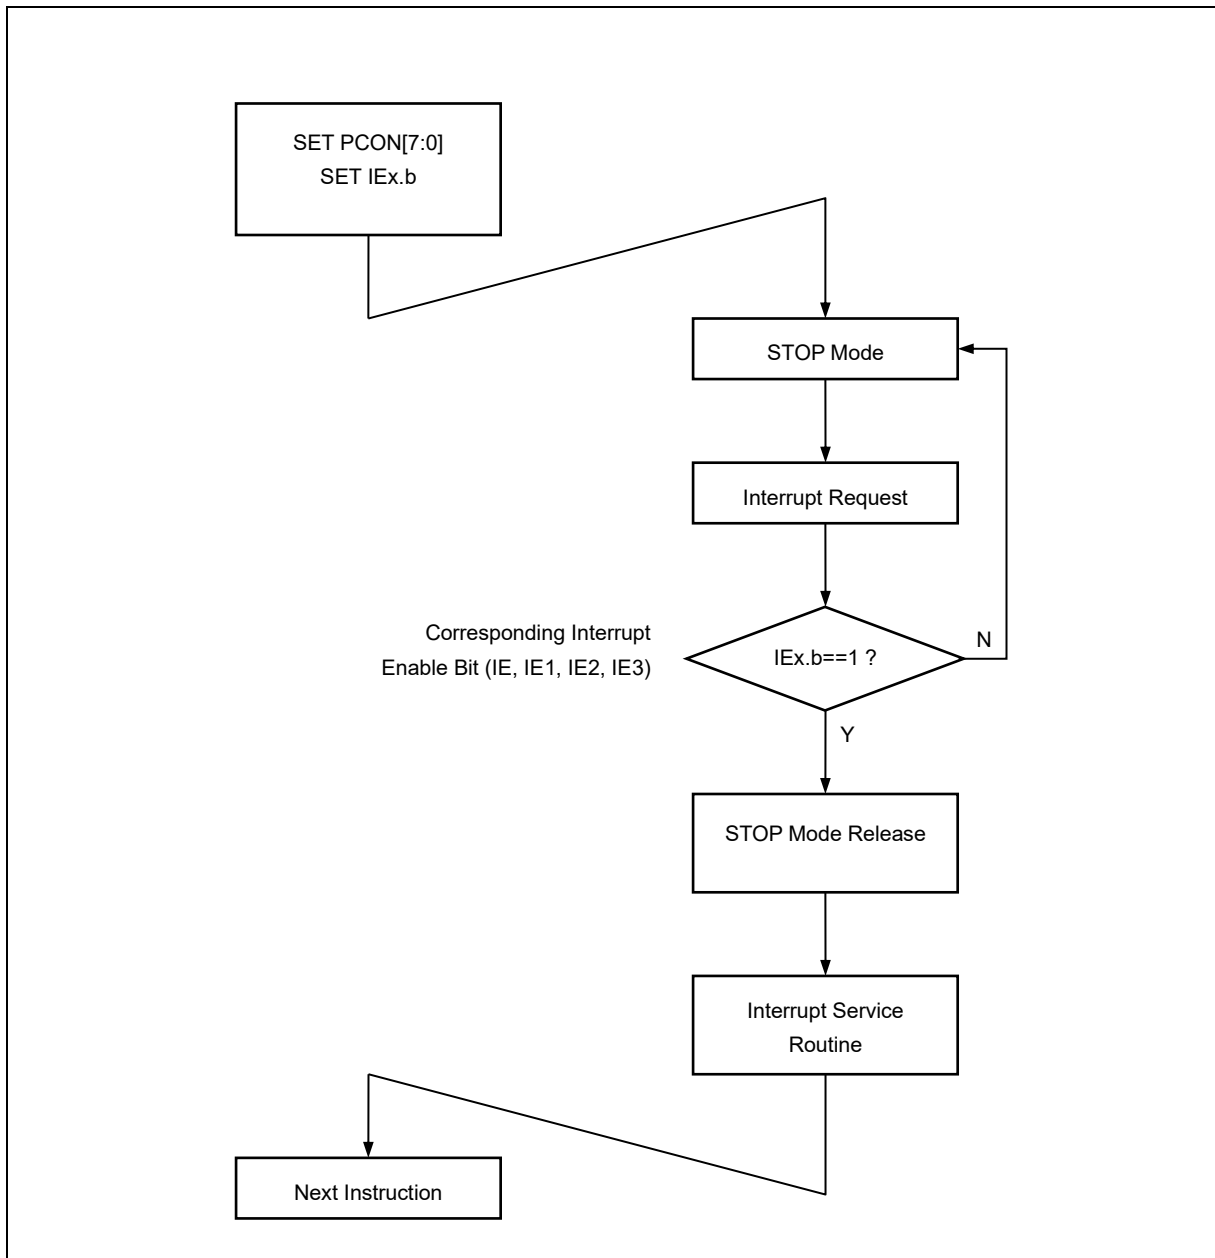 SET PCON[7:0]
SET IEx.b
STOP Mode
Interrupt Request
Corresponding Interrupt
Enable Bit (IE, IE1, IE2, IE3)
IEx.b==1 ?
N
Y
STOP Mode Release
Interrupt Service
Routine
Next Instruction